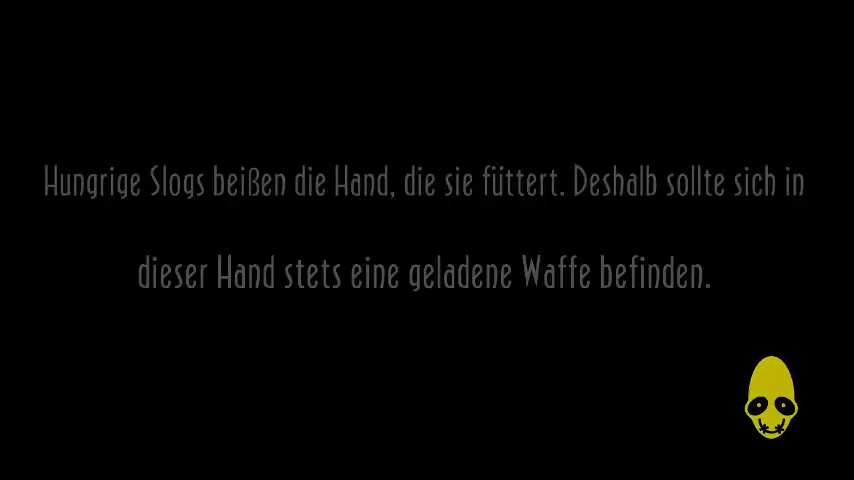 Hungrige Slogs beißen die Hand, die sie füttert. Deshalb sollte sich in
dieser Hand stets eine geladene Waffe befinden.